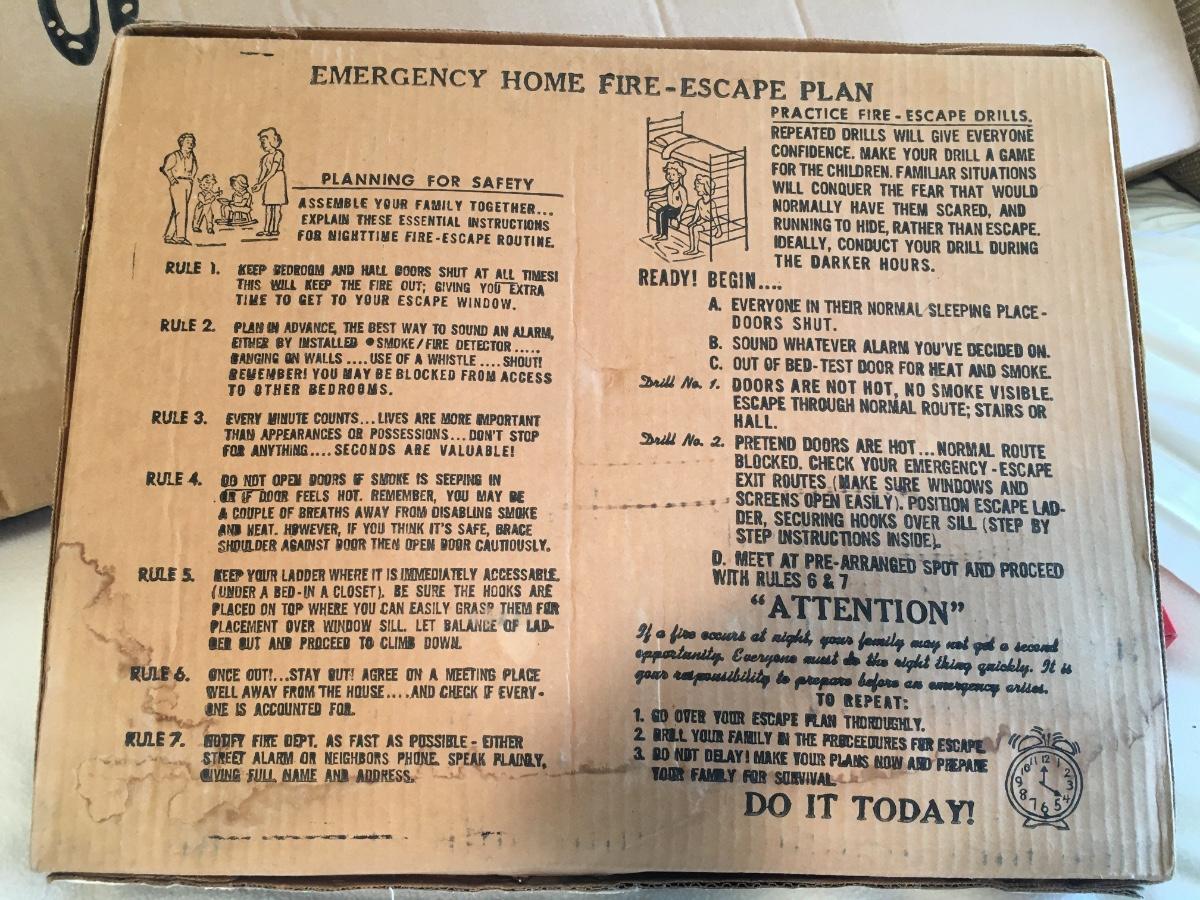 EMERGENCY HOME FIRE-ESCAPE PLAN
PLANNING FOR SAFETY
ASSEMBLE YOUR FAMILY TOGETHER...
EXPLAIN THESE ESSENTIAL INSTRUCTIONS
FOR NIGHTTIME FIRE-ESCAPE ROUTINE.
RULE 1. KEEP BEDROOM AND HALL DOORS SHUT AT ALL TIMES!
THIS WILL KEEP THE FIRE OUT; GIVING YOU EXTRA
TIME TO GET TO YOUR ESCAPE WINDOW.
RULE 2. PLAN IN ADVANCE, THE BEST WAY TO SOUND AN ALARM,
EITHER BY INSTALLED •SMOKE/FIRE DETECTOR .....
BANGING ON WALLS ....USE OF A WHISTLE ....SHOUT!
REMEMBER! YOU MAY BE BLOCKED FROM ACCESS
TO OTHER BEDROOMS.
RULE 3. EVERY MINUTE COUNTS...LIVES ARE MORE IMPORTANT
THAN APPEARANCES OR POSSESSIONS...DON'T STOP
FOR ANYTHING....SECONDS ARE VALUABLE!
RULE 4. DO NOT OPEN DOORS IF SMOKE IS SEEPING IN
OR IF DOOR FEELS HOT. REMEMBER, YOU MAY BE
A COUPLE OF BREATHS AWAY FROM DISABLING SMOKE
AND HEAT. HOWEVER, IF YOU THINK IT'S SAFE, BRACE
SHOULDER AGAINST DOOR THEN OPEN DOOR CAUTIOUSLY.
RULE 5. KEEP YOUR LADDER WHERE IT IS IMMEDIATELY ACCESSABLE.
(UNDER A BED-IN A CLOSET). BE SURE THE HOOKS ARE
PLACED ON TOP WHERE YOU CAN EASILY GRASP THEM FOR
PLACEMENT OVER WINDOW SILL. LET BALANCE OF LAD-
DER OUT AND PROCEED TO CLIMB DOWN.
RULE 6. ONCE OUT!...STAY OUT! AGREE ON A MEETING PLACE
WELL AWAY FROM THE HOUSE....AND CHECK IF EVERY-
ONE IS ACCOUNTED FOR.
RULE 7. NOTIFY FIRE DEPT. AS FAST AS POSSIBLE - EITHER
STREET ALARM OR NEIGHBORS PHONE. SPEAK PLAINLY,
GIVING FULL NAME AND ADDRESS.
PRACTICE FIRE-ESCAPE DRILLS.
REPEATED DRILLS WILL GIVE EVERYONE
CONFIDENCE. MAKE YOUR DRILL A GAME
FOR THE CHILDREN. FAMILIAR SITUATIONS
WILL CONQUER THE FEAR THAT WOULD
NORMALLY HAVE THEM SCARED, AND
RUNNING TO HIDE, RATHER THAN ESCAPE.
IDEALLY, CONDUCT YOUR DRILL DURING
THE DARKER HOURS.
READY! BEGIN....
A. EVERYONE IN THEIR NORMAL SLEEPING PLACE-
DOORS SHUT.
B. SOUND WHATEVER ALARM YOU'VE DECIDED ON.
C. OUT OF BED-TEST DOOR FOR HEAT AND SMOKE.
Drill No. 1. DOORS ARE NOT HOT, NO SMOKE VISIBLE.
ESCAPE THROUGH NORMAL ROUTE; STAIRS OR
HALL.
Drill No. 2. PRETEND DOORS ARE HOT...NORMAL ROUTE
BLOCKED. CHECK YOUR EMERGENCY-ESCAPE
EXIT ROUTES (MAKE SURE WINDOWS AND
SCREENS OPEN EASILY). POSITION ESCAPE LAD-
DER, SECURING HOOKS OVER SILL (STEP BY
STEP INSTRUCTIONS INSIDE).
D. MEET AT PRE-ARRANGED SPOT AND PROCEED
WITH RULES 6 & 7
"ATTENTION"
If a fire occurs at night, your family may not get a second
opportunity. Everyone must do the right thing quickly. It is
your responsibility to prepare before an emergency arises.
TO REPEAT:
1. GO OVER YOUR ESCAPE PLAN THOROUGHLY.
2. DRILL YOUR FAMILY IN THE PROCEEDURES FOR ESCAPE.
3. DO NOT DELAY! MAKE YOUR PLANS NOW AND PREPARE
YOUR FAMILY FOR SURVIVAL.
DO IT TODAY!